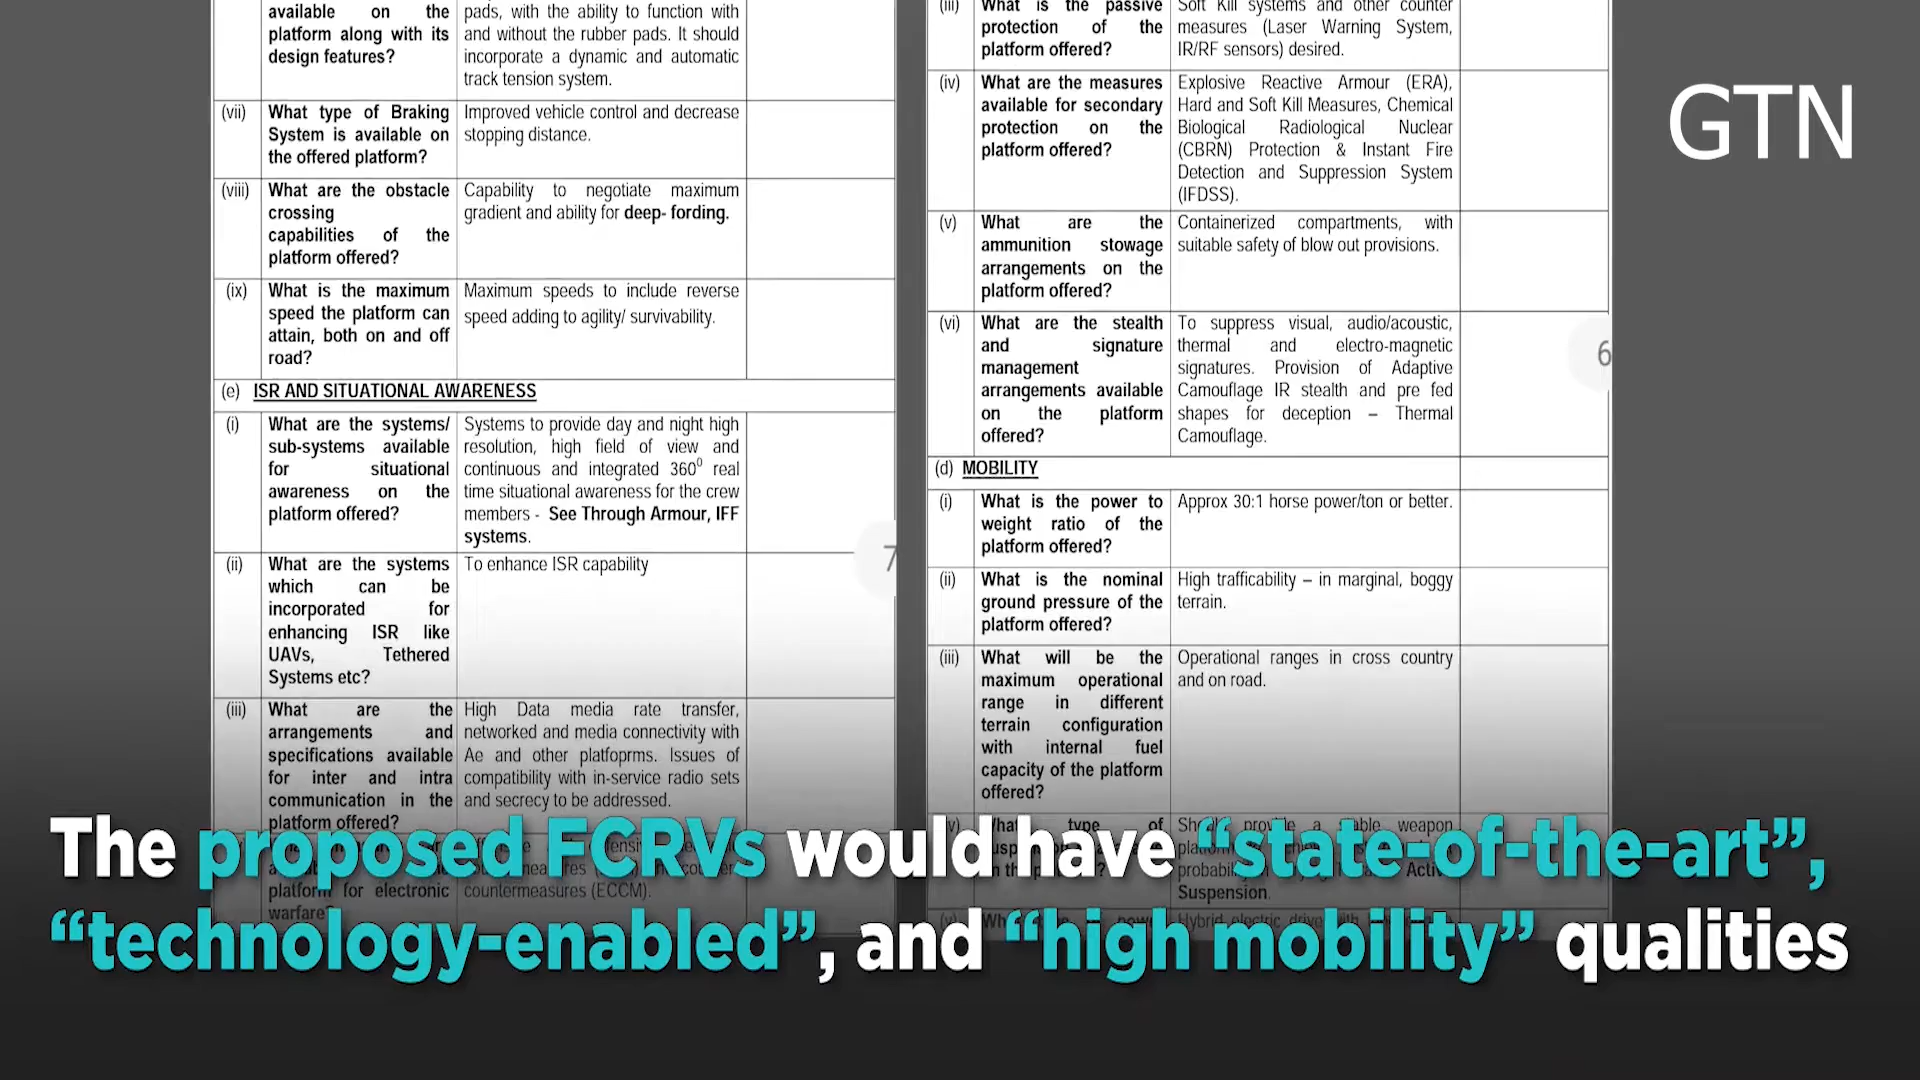 available on the
platform along with its
design features?
pads, with the ability to function with
and without the rubber pads. It should
incorporate a dynamic and automatic
track tension system.
(vii)
What type of Braking
System is available on
the offered platform?
Improved vehicle control and decrease
stopping distance.
(viii)
What are the obstacle
crossing
capabilities of the
platform offered?
Capability to negotiate maximum
gradient and ability for deep- fording.
(ix)
What is the maximum
speed the platform can
attain, both on and off
road?
Maximum speeds to include reverse
speed adding to agility/ survivability.
(e) ISR AND SITUATIONAL AWARENESS
(i)
What are the systems/
sub-systems available
for situational
awareness on the
platform offered?
Systems to provide day and night high
resolution, high field of view and
continuous and integrated 360⁰ real
time situational awareness for the crew
members - See Through Armour, IFF
systems.
(ii)
What are the systems
which can be
incorporated for
enhancing ISR like
UAVs, Tethered
Systems etc?
To enhance ISR capability
7
(iii)
What are the
arrangements and
specifications available
for inter and intra
communication in the
platform offered?
High Data media rate transfer,
networked and media connectivity with
Ae and other platfoprms. Issues of
compatibility with in-service radio sets
and secrecy to be addressed.
platform for electronic
warfare
countermeasures (ECCM).
(iii)
What is the passive
protection of the
platform offered?
Soft Kill systems and other counter
measures (Laser Warning System,
IR/RF sensors) desired.
(iv)
What are the measures
available for secondary
protection on the
platform offered?
Explosive Reactive Armour (ERA),
Hard and Soft Kill Measures, Chemical
Biological Radiological Nuclear
(CBRN) Protection & Instant Fire
Detection and Suppression System
(IFDSS).
(v)
What are the
ammunition stowage
arrangements on the
platform offered?
Containerized compartments, with
suitable safety of blow out provisions.
(vi)
What are the stealth
and signature
management
arrangements available
on the platform
offered?
To suppress visual, audio/acoustic,
thermal and electro-magnetic
signatures. Provision of Adaptive
Camouflage IR stealth and pre fed
shapes for deception – Thermal
Camouflage.
6
(d) MOBILITY
(i)
What is the power to
weight ratio of the
platform offered?
Approx 30:1 horse power/ton or better.
(ii)
What is the nominal
ground pressure of the
platform offered?
High trafficability – in marginal, boggy
terrain.
(iii)
What will be the
maximum operational
range in different
terrain configuration
with internal fuel
capacity of the platform
offered?
Operational ranges in cross country
and on road.
type of
provide a weapon
Suspension.
GTN
The proposed FCRVs would have “state-of-the-art”,
“technology-enabled”, and “high mobility” qualities